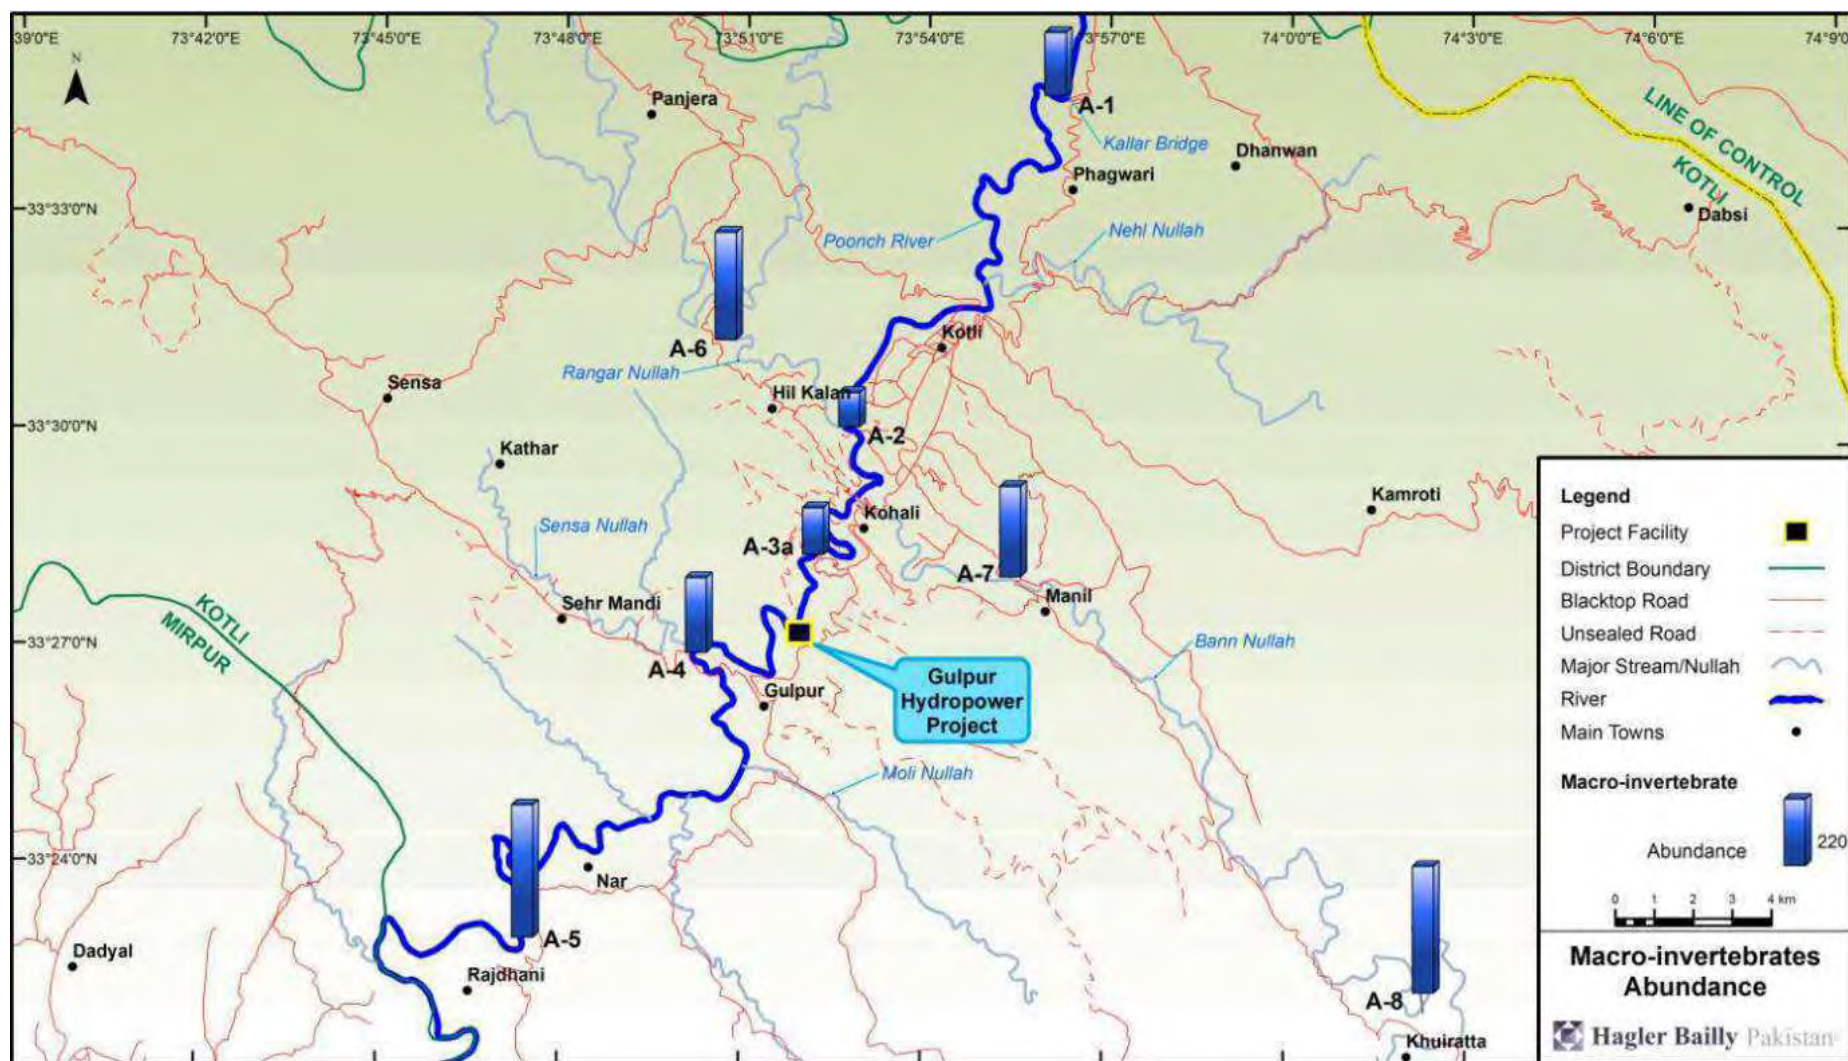 39'0"E
73°42'0"E
73°45'0"E
73°48'0"E
73°51'0"E
73°54'0"E
73°57'0"E
74°0'0"E
74°3'0"E
74°6'0"E
74°9'0
N
Panjera
A-1
Kallar Bridge
Dhanwan
LINE OF CONTROL
KOTLI
Phagwari
33°33'0"N
Dabsi
Poonch River
Nehl Nullah
Kotli
A-6
Rangar Nullah
Sensa
Hil Kalan
33°30'0"N
A-2
Kathar
Kamroti
Sensa Nullah
Kohali
A-3a
A-7
Manil
Sehr Mandi
KOTLI
MIRPUR
33°27'0"N
Bann Nullah
A-4
Gulpur
Gulpur
Hydropower
Project
Moli Nullah
33°24'0"N
Nar
A-5
Dadyal
Rajdhani
A-8
Khuiratta
Legend
Project Facility
District Boundary
Blacktop Road
Unsealed Road
Major Stream/Nullah
River
Main Towns
Macro-invertebrate
Abundance
220
0 1 2 3 4 km
Macro-invertebrates
Abundance
Hagler Bailly Pakistan